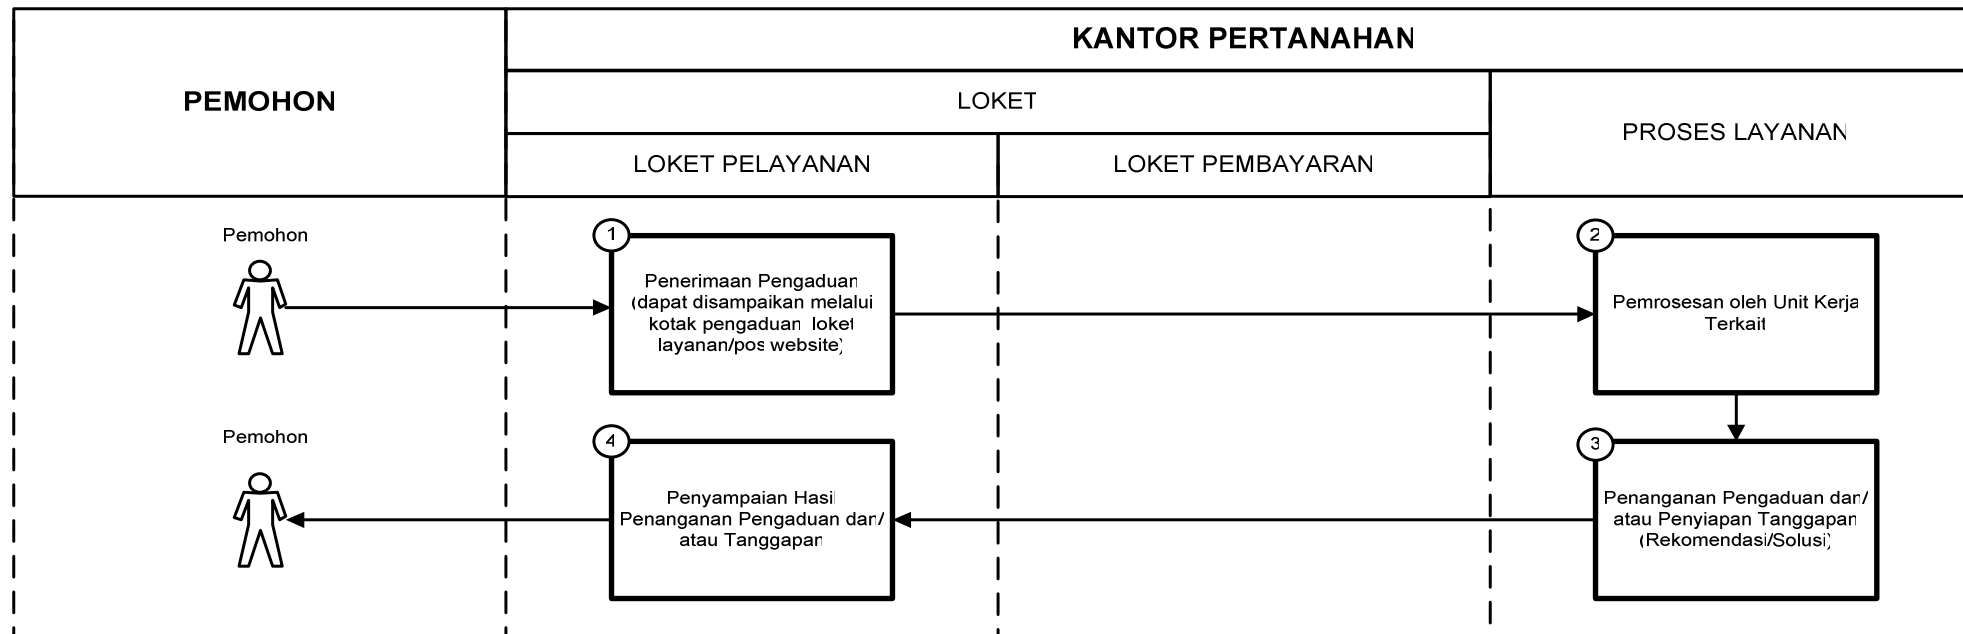 KANTOR PERTANAHAN
PEMOHON
LOKET
PROSES LAYANAN
LOKET PELAYANAN
LOKET PEMBAYARAN
Pemohon
1
Penerimaan Pengaduan
(dapat disampaikan melalui
kotak pengaduan loket
layanan/pos website)
2
Pemrosesan oleh Unit Kerja
Terkait
Pemohon
4
Penyampaian Hasil
Penanganan Pengaduan dan/
atau Tanggapan
3
Penanganan Pengaduan dan/
atau Penyiapan Tanggapan
(Rekomendasi/Solusi)